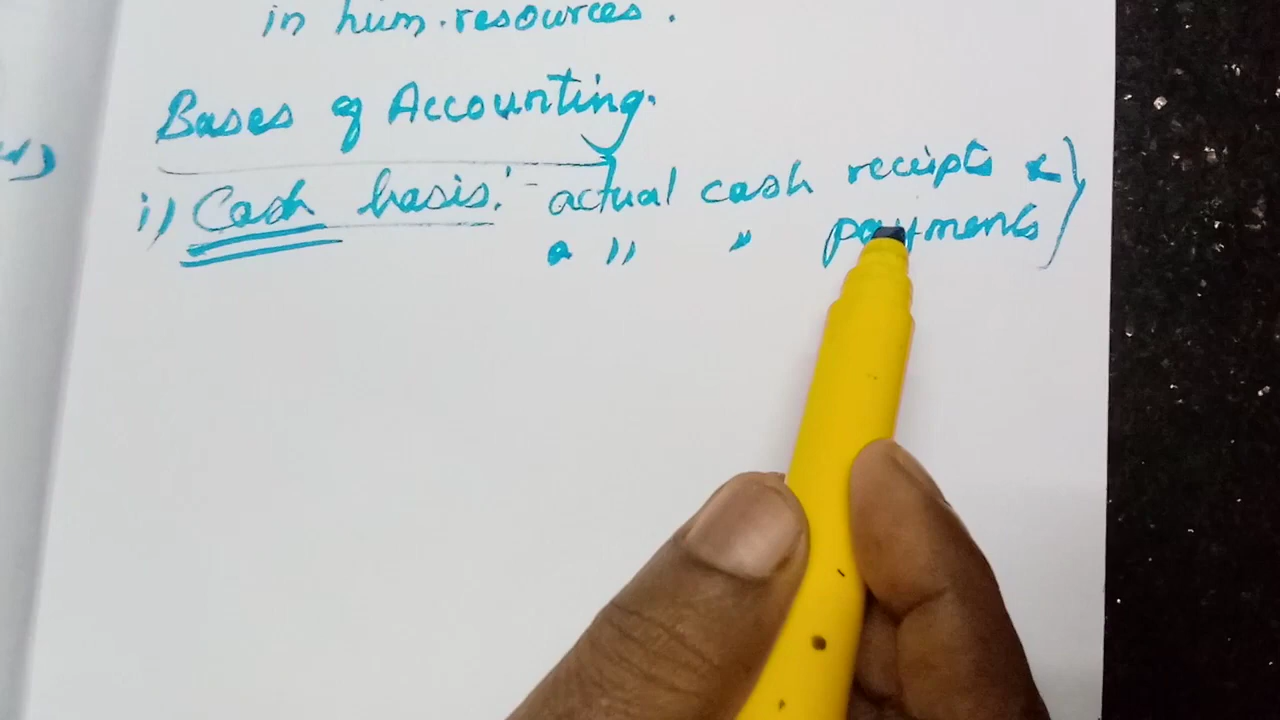 in hum. resources.
Bases of Accounting.
i) Cash basis:- actual cash receipts &
" " " payments